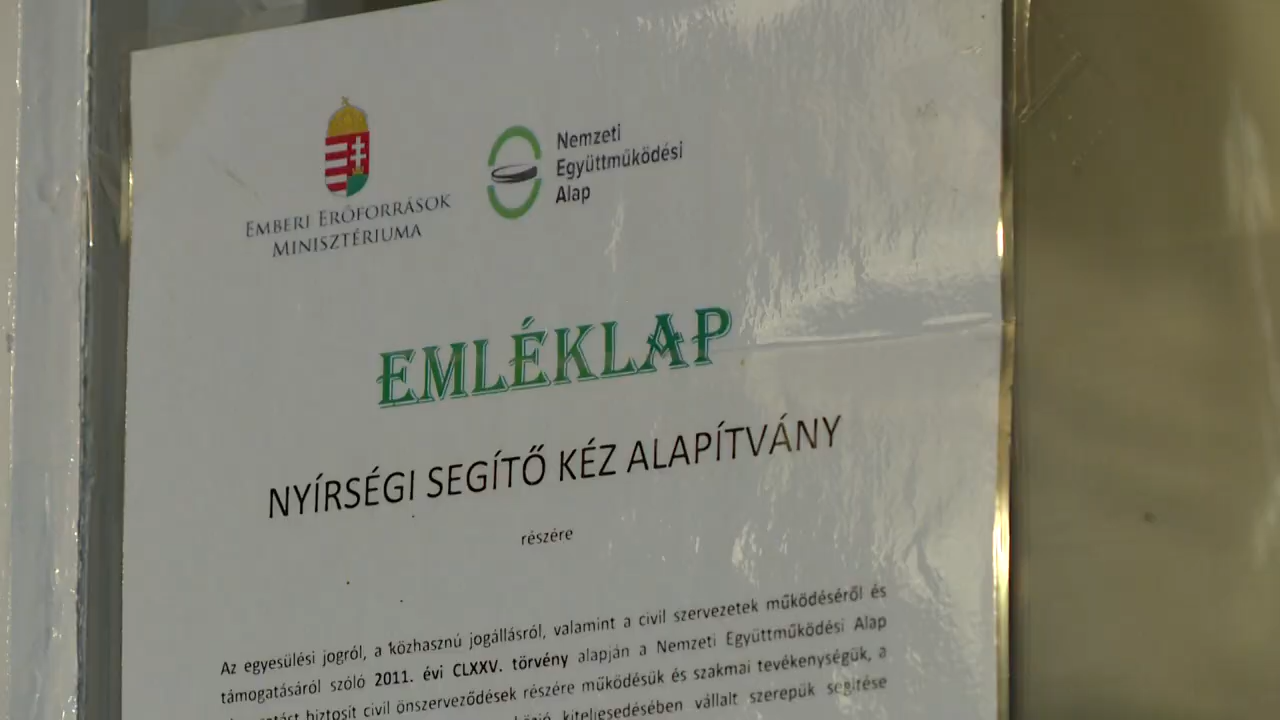 EMBERI ERŐFORRÁSOK
MINISZTÉRIUMA
Nemzeti
Együttműködési
Alap
EMLÉKLAP
NYÍRSÉGI SEGÍTŐ KÉZ ALAPÍTVÁNY
részére
Az egyesülési jogról, a közhasznú jogállásról, valamint a civil szervezetek működéséről és
támogatásáról szóló 2011. évi CLXXV. törvény alapján a Nemzeti Együttműködési Alap
biztosít civil önszerveződések részére működésük és szakmai tevékenységük, a
kiteljesedésében vállalt szerepük segítése